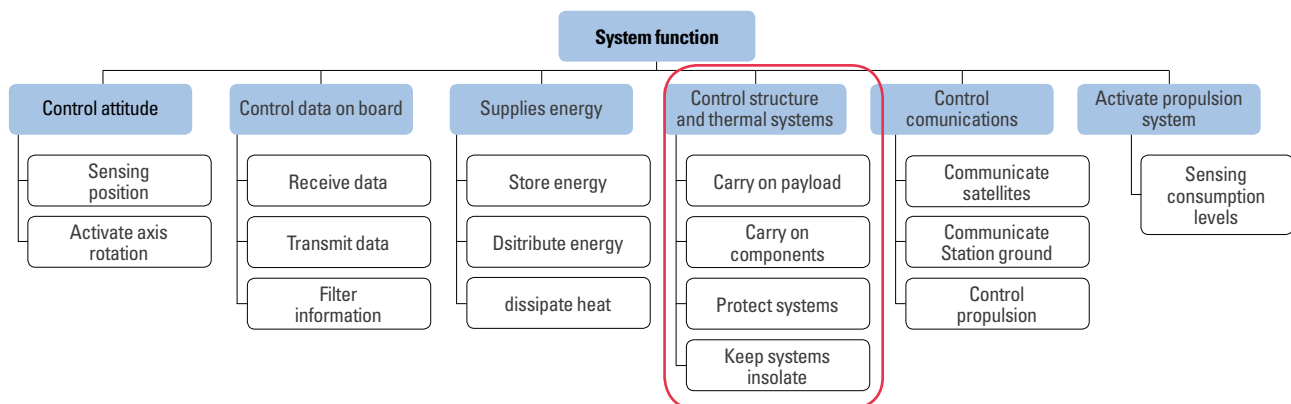 System function
Control attitude
Sensing
position
Activate axis
rotation
Control data on board
Receive data
Transmit data
Filter
information
Supplies energy
Store energy
Dsitribute energy
dissipate heat
Control structure
and thermal systems
Carry on payload
Carry on
components
Protect systems
Keep systems
insolate
Control
comunications
Communicate
satellites
Communicate
Station ground
Control
propulsion
Activate propulsion
system
Sensing
consumption
levels